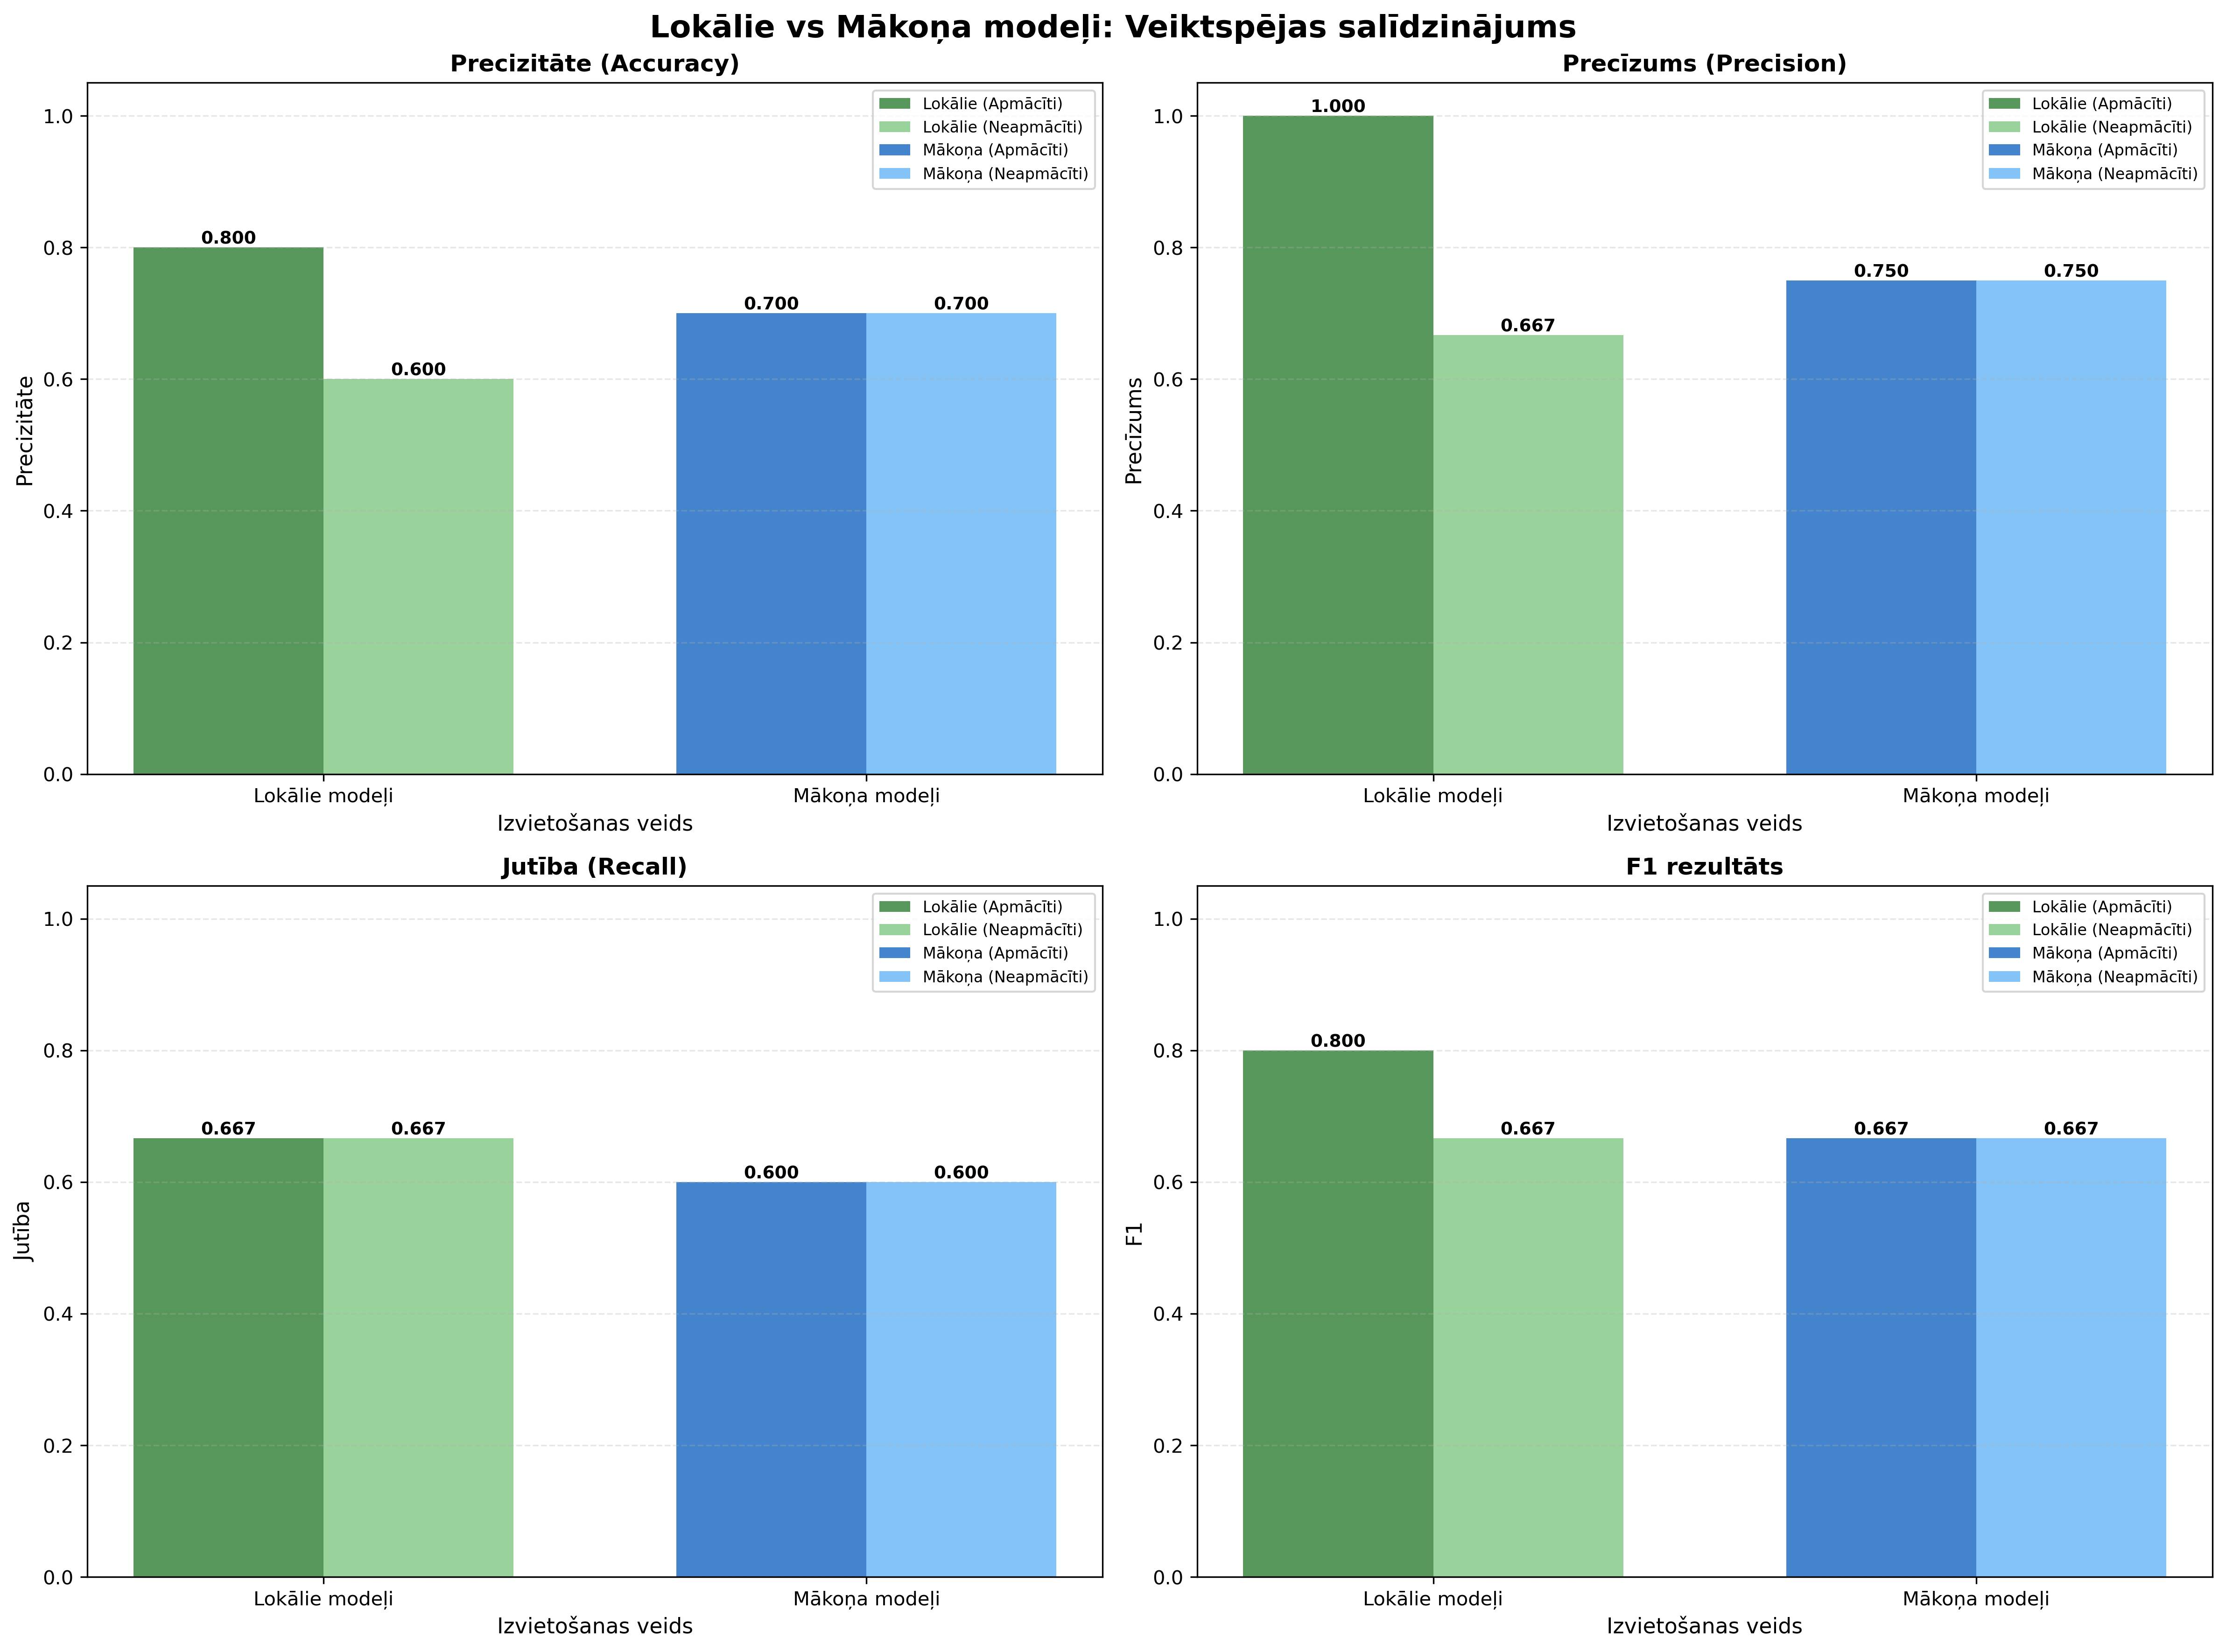 Lokālie vs Mākoņa modeļi: Veiktspējas salīdzinājums
Precizitāte (Accuracy)
Precizitāte
1.0
0.8
0.6
0.4
0.2
0.0
0.800
0.600
0.700
0.700
Lokālie (Apmācīti)
Lokālie (Neapmācīti)
Mākoņa (Apmācīti)
Mākoņa (Neapmācīti)
Lokālie modeļi
Mākoņa modeļi
Izvietošanas veids
Precīzums (Precision)
Precīzums
1.0
0.8
0.6
0.4
0.2
0.0
1.000
0.667
0.750
0.750
Lokālie (Apmācīti)
Lokālie (Neapmācīti)
Mākoņa (Apmācīti)
Mākoņa (Neapmācīti)
Lokālie modeļi
Mākoņa modeļi
Izvietošanas veids
Jutība (Recall)
Jutība
1.0
0.8
0.6
0.4
0.2
0.0
0.667
0.667
0.600
0.600
Lokālie (Apmācīti)
Lokālie (Neapmācīti)
Mākoņa (Apmācīti)
Mākoņa (Neapmācīti)
Lokālie modeļi
Mākoņa modeļi
Izvietošanas veids
F1 rezultāts
F1
1.0
0.8
0.6
0.4
0.2
0.0
0.800
0.667
0.667
0.667
Lokālie (Apmācīti)
Lokālie (Neapmācīti)
Mākoņa (Apmācīti)
Mākoņa (Neapmācīti)
Lokālie modeļi
Mākoņa modeļi
Izvietošanas veids